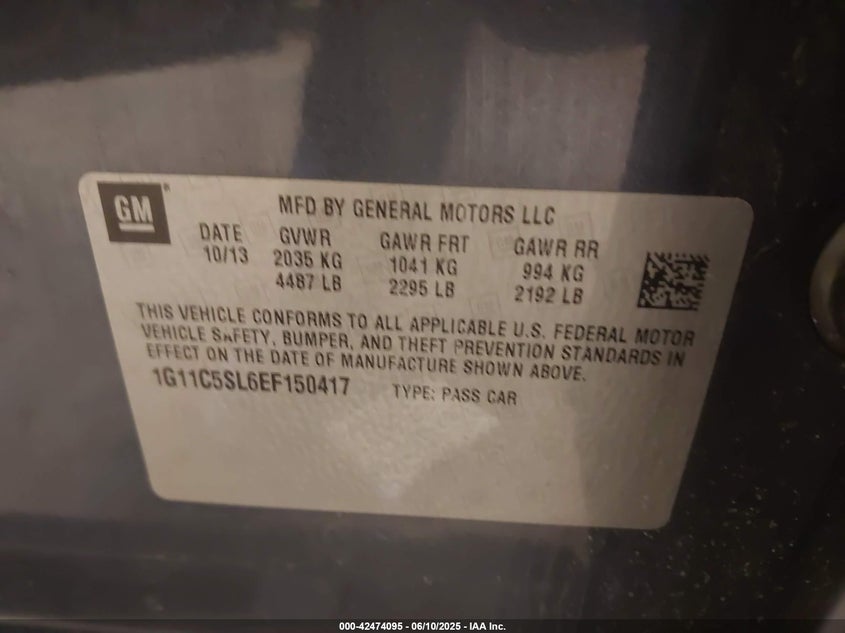 GM
MFD BY GENERAL MOTORS LLC
DATE GVWR GAWR FRT GAWR RR
10/13 2035 KG 1041 KG 994 KG
4487 LB 2295 LB 2192 LB
THIS VEHICLE CONFORMS TO ALL APPLICABLE U.S. FEDERAL MOTOR
VEHICLE SAFETY, BUMPER, AND THEFT PREVENTION STANDARDS IN
EFFECT ON THE DATE OF MANUFACTURE SHOWN ABOVE.
1G11C5SL6EF150417 TYPE: PASS CAR
000-42474095 - 06/10/2025 - IAA Inc.